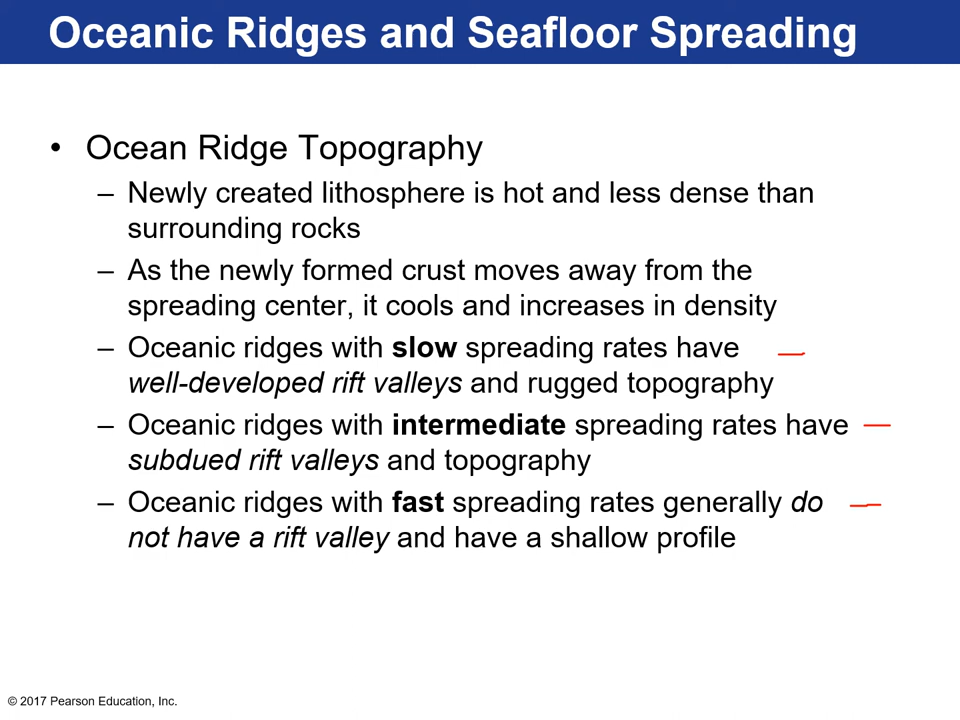 Oceanic Ridges and Seafloor Spreading
• Ocean Ridge Topography
– Newly created lithosphere is hot and less dense than
surrounding rocks
– As the newly formed crust moves away from the
spreading center, it cools and increases in density
– Oceanic ridges with slow spreading rates have
well-developed rift valleys and rugged topography
– Oceanic ridges with intermediate spreading rates have
subdued rift valleys and topography
– Oceanic ridges with fast spreading rates generally do
not have a rift valley and have a shallow profile
© 2017 Pearson Education, Inc.